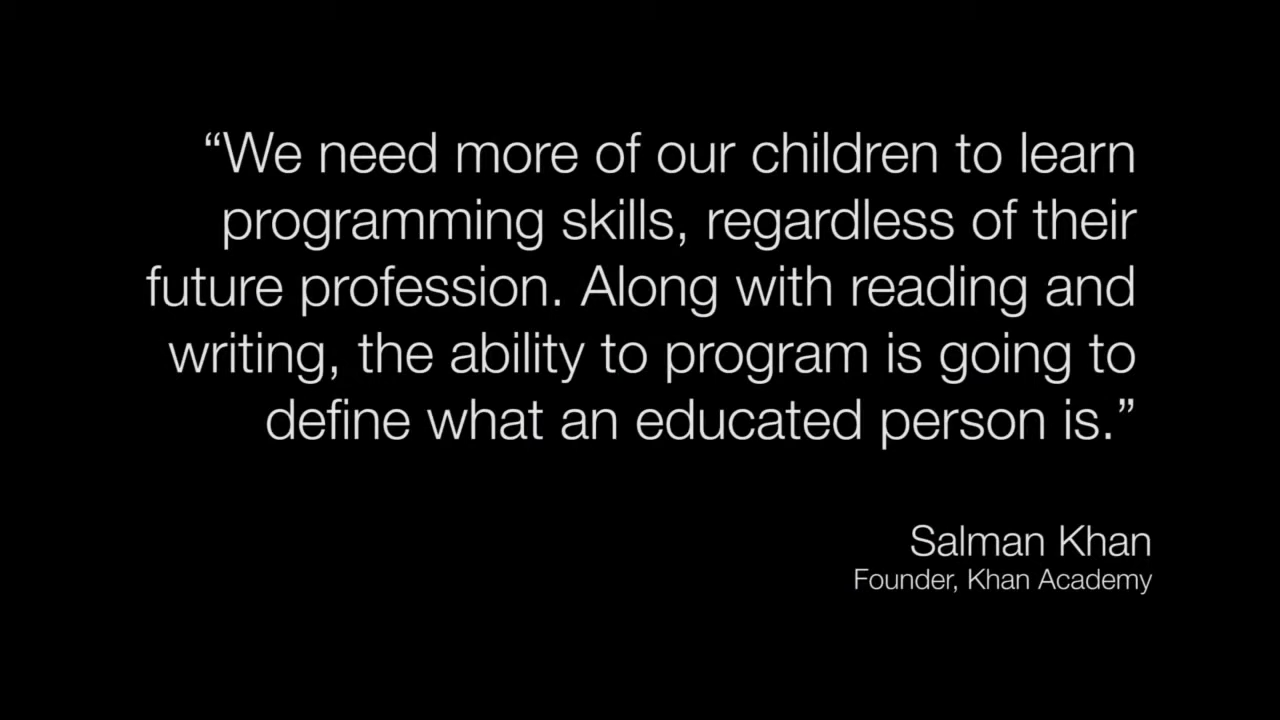 “We need more of our children to learn
programming skills, regardless of their
future profession. Along with reading and
writing, the ability to program is going to
define what an educated person is.”
Salman Khan
Founder, Khan Academy